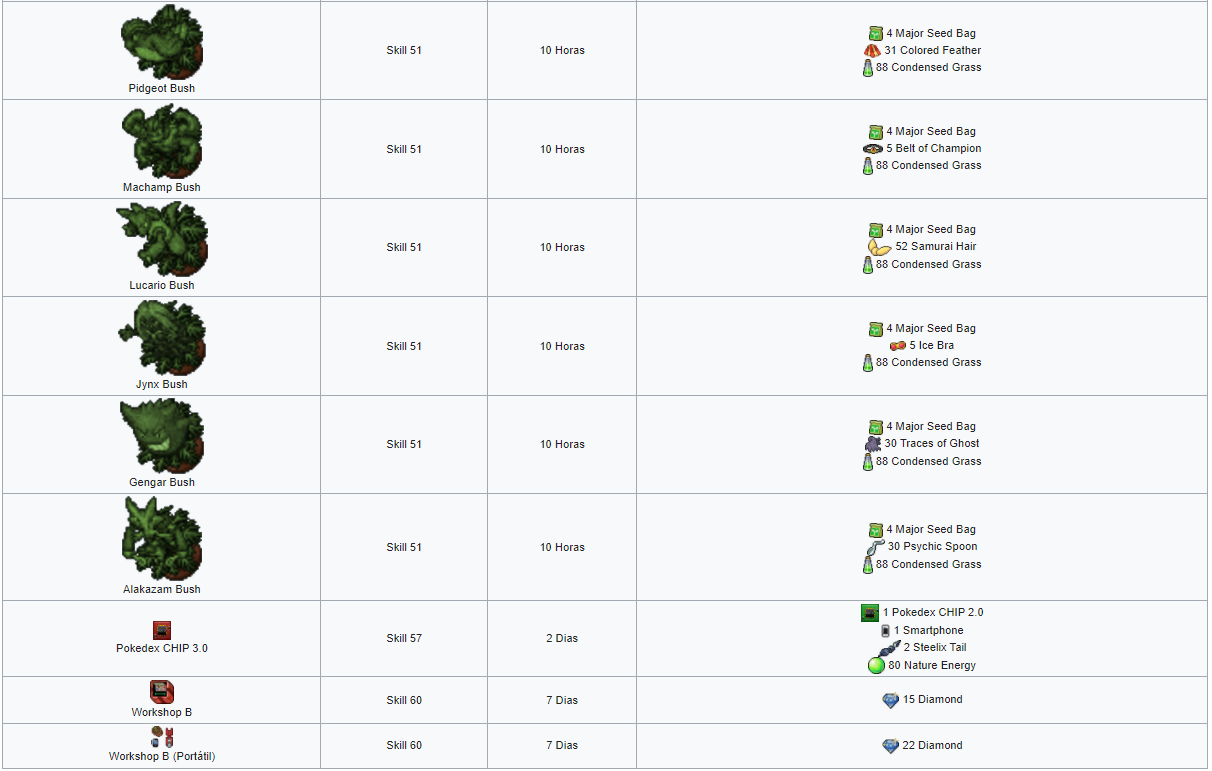 Pidgeot Bush
Skill 51
10 Horas
4 Major Seed Bag
31 Colored Feather
88 Condensed Grass
Machamp Bush
Skill 51
10 Horas
4 Major Seed Bag
5 Belt of Champion
88 Condensed Grass
Lucario Bush
Skill 51
10 Horas
4 Major Seed Bag
52 Samurai Hair
88 Condensed Grass
Jynx Bush
Skill 51
10 Horas
4 Major Seed Bag
5 Ice Bra
88 Condensed Grass
Gengar Bush
Skill 51
10 Horas
4 Major Seed Bag
30 Traces of Ghost
88 Condensed Grass
Alakazam Bush
Skill 51
10 Horas
4 Major Seed Bag
30 Psychic Spoon
88 Condensed Grass
Pokedex CHIP 3.0
Skill 57
2 Dias
1 Pokedex CHIP 2.0
1 Smartphone
2 Steelix Tail
80 Nature Energy
Workshop B
Skill 60
7 Dias
15 Diamond
Workshop B (Portátil)
Skill 60
7 Dias
22 Diamond